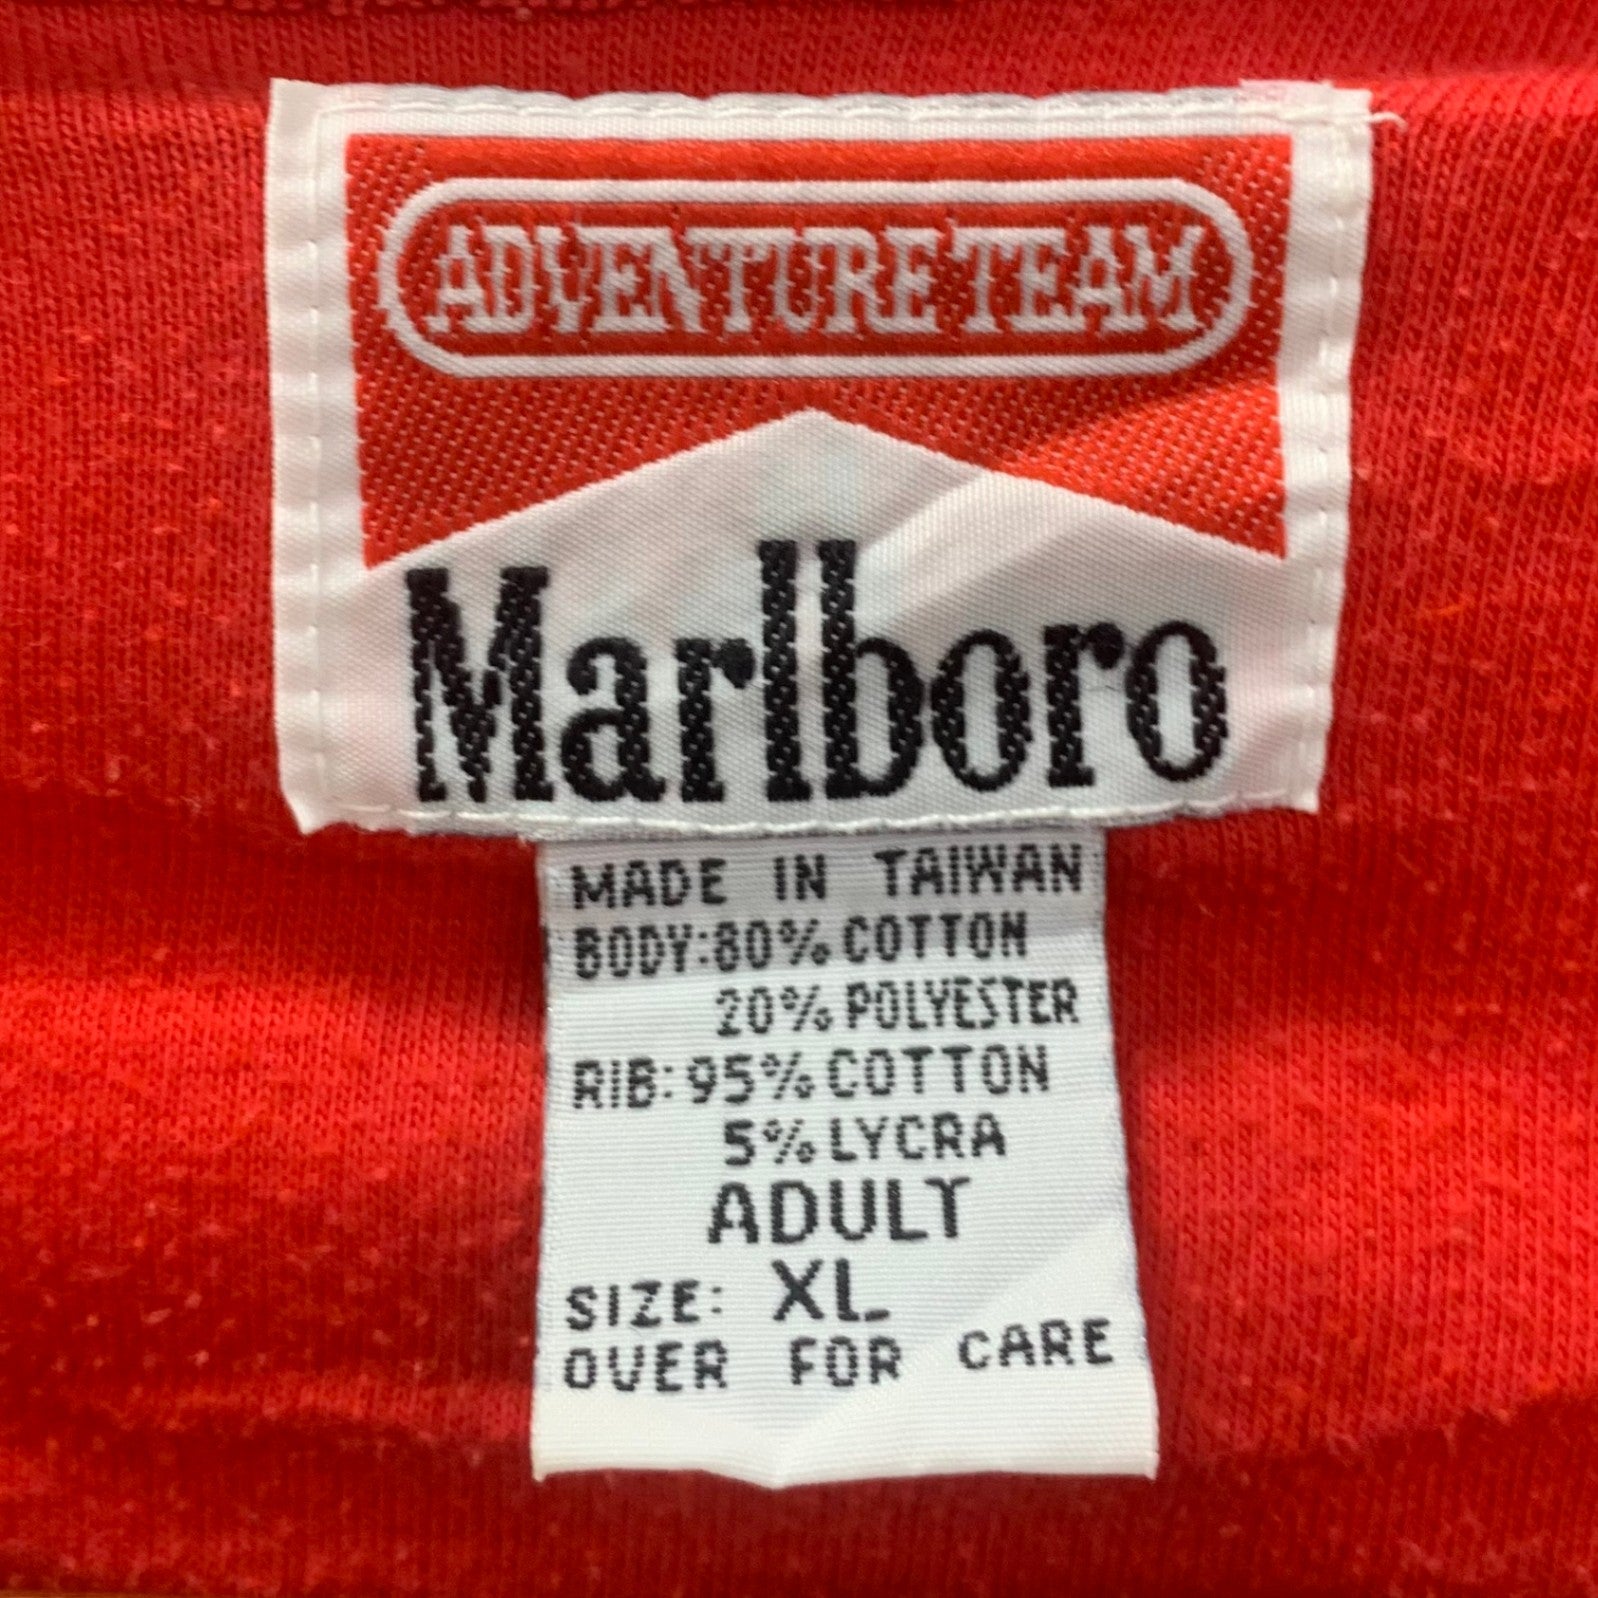 ADVENTURE TEAM
Marlboro
MADE IN TAIWAN
BODY:80% COTTON
20% POLYESTER
RIB: 95% COTTON
5% LYCRA
ADULT
SIZE: XL
OVER FOR CARE